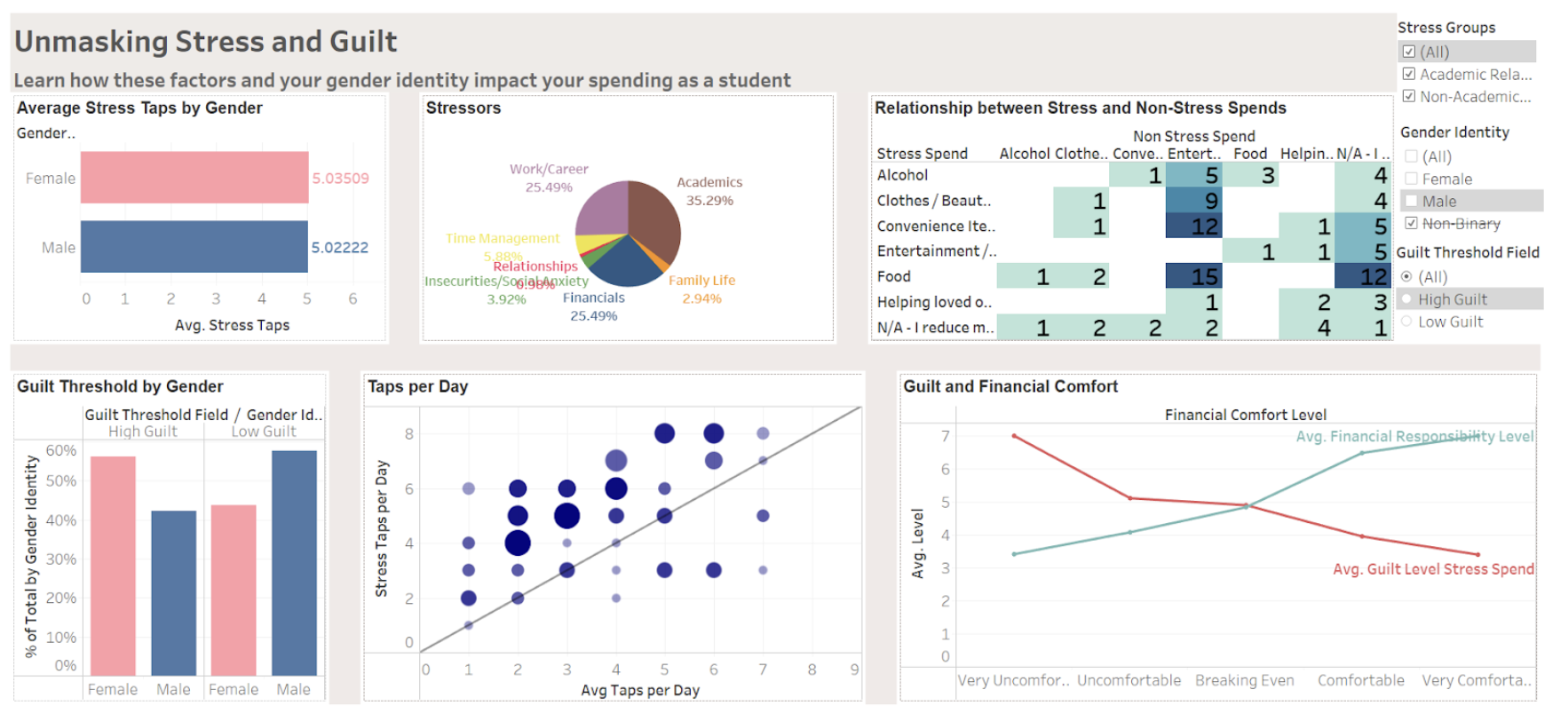 Unmasking Stress and Guilt
Learn how these factors and your gender identity impact your spending as a student
Average Stress Taps by Gender
Gender..
Female
5.03509
Male
5.02222
0 1 2 3 4 5 6
Avg. Stress Taps
Stressors
Work/Career
25.49%
Academics
35.29%
Time Management
5.88%
Relationships
0.98%
Insecurities/Social Anxiety
3.92%
Financials
25.49%
Family Life
2.94%
Relationship between Stress and Non-Stress Spends
Non Stress Spend
Stress Spend Alcohol Clothe.. Conve.. Entert.. Food Helpin.. N/A - I ..
Alcohol 1 5 3 4
Clothes / Beaut.. 1 9 4
Convenience Ite.. 1 12 1 5
Entertainment /.. 1 1 5
Food 1 2 15 12
Helping loved o.. 1 2 3
N/A - I reduce m.. 1 2 2 2 4 1
Stress Groups
(All)
Academic Rela...
Non-Academic...
Gender Identity
(All)
Female
Male
Non-Binary
Guilt Threshold Field
(All)
High Guilt
Low Guilt
Guilt Threshold by Gender
Guilt Threshold Field / Gender Id..
High Guilt Low Guilt
% of Total by Gender Identity
60%
50%
40%
30%
20%
10%
0%
Female Male Female Male
Taps per Day
Stress Taps per Day
8
6
4
2
0
0 1 2 3 4 5 6 7 8 9
Avg Taps per Day
Guilt and Financial Comfort
Financial Comfort Level
Avg. Level
7
6
5
4
3
2
1
0
Avg. Financial Responsibility Level
Avg. Guilt Level Stress Spend
Very Uncomfor.. Uncomfortable Breaking Even Comfortable Very Comforta..